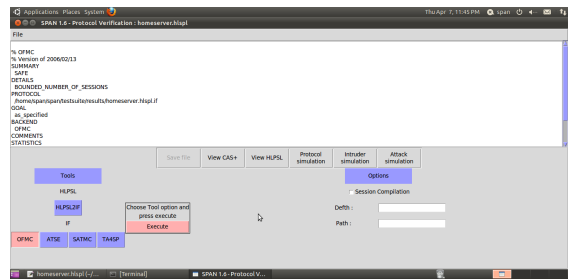 Applications Places System Thu Apr 7, 11:45 PM span
SPAN 1.6 - Protocol Verification : homeserver.hlspl
File
% OFMC
% Version of 2006/02/13
SUMMARY
SAFE
DETAILS
BOUNDED_NUMBER_OF_SESSIONS
PROTOCOL
/home/span/span/testsuite/results/homeserver.hlspl.if
GOAL
as_specified
BACKEND
OFMC
COMMENTS
STATISTICS
Save file View CAS+ View HLPSL Protocol simulation Intruder simulation Attack simulation
Tools
Options
HLPSL
Session Compilation
HLPSL2IF
Choose Tool option and press execute
Defth :
IF
Execute
Path :
OFMC ATSE SATMC TA4SP
homeserver.hlspl (~/... [Terminal] SPAN 1.6 - Protocol V...